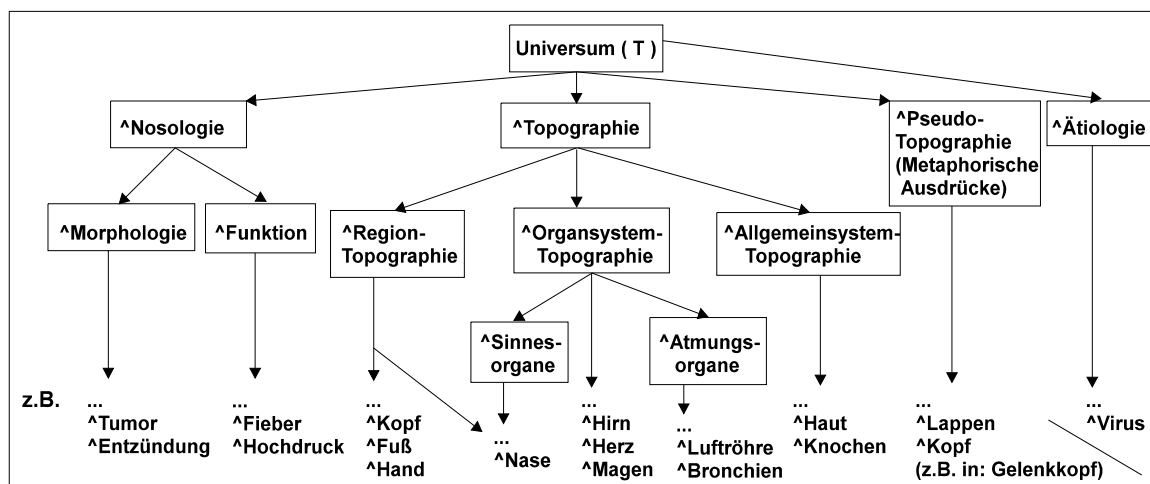 Universum ( T )
^Nosologie
^Topographie
^Pseudo-
Topographie
(Metaphorische
Ausdrücke)
^Ätiologie
^Morphologie
^Funktion
^Region-
Topographie
^Organsystem-
Topographie
^Allgemeinsystem-
Topographie
^Sinnes-
organe
^Atmungs-
organe
z.B.
...
^Tumor
^Entzündung
...
^Fieber
^Hochdruck
...
^Kopf
^Fuß
^Hand
...
^Nase
...
^Hirn
^Herz
^Magen
...
^Luftröhre
^Bronchien
...
^Haut
^Knochen
...
^Lappen
^Kopf
(z.B. in: Gelenkkopf)
...
^Virus